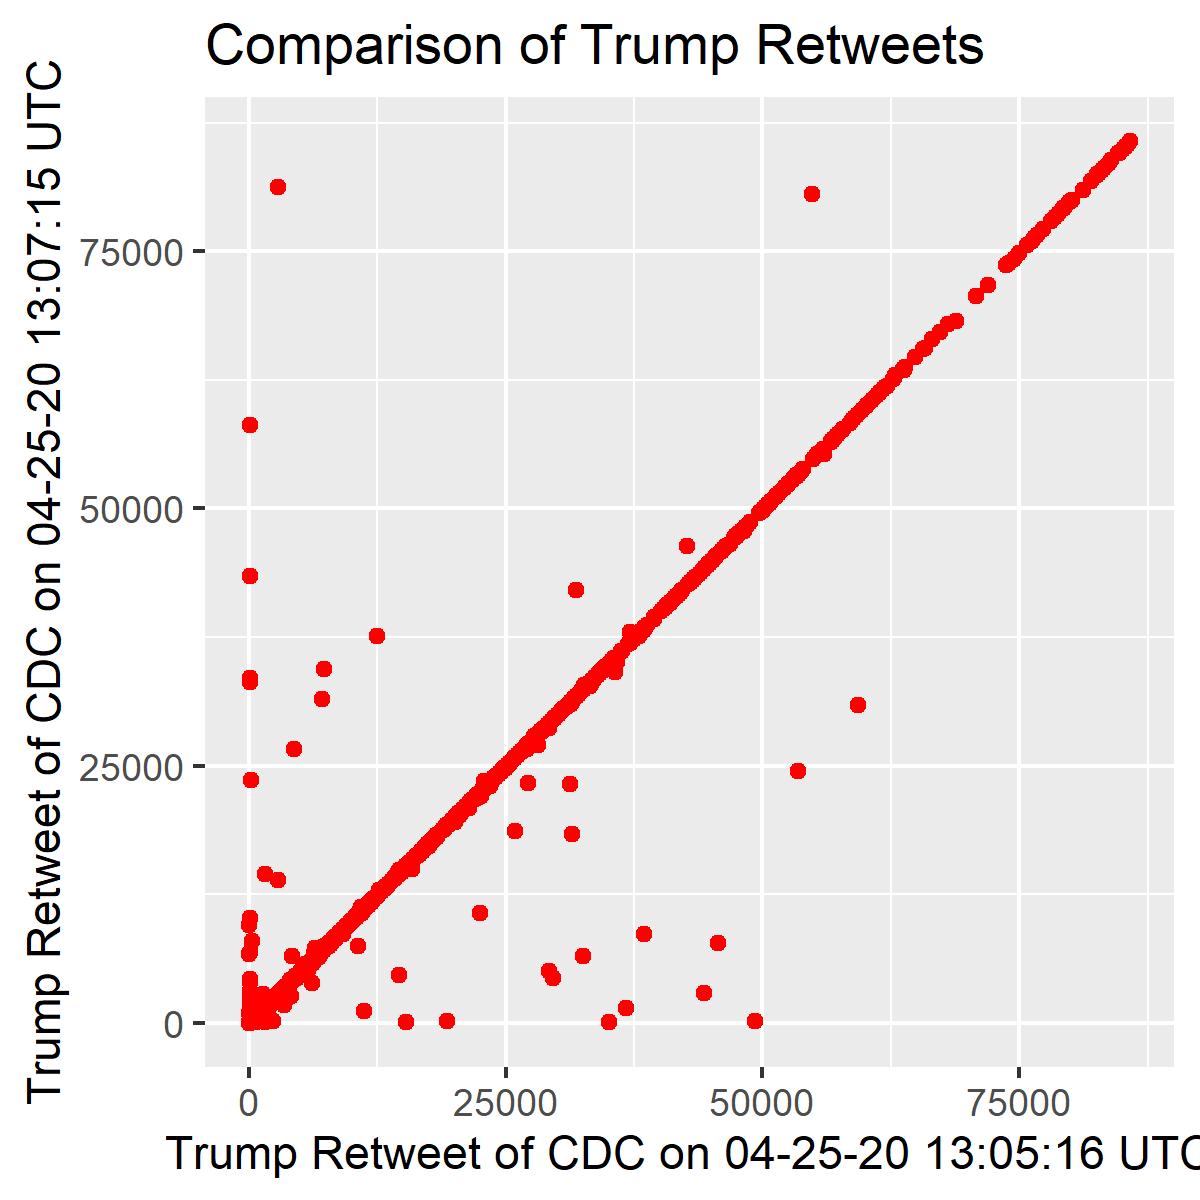 Comparison of Trump Retweets
Trump Retweet of CDC on 04-25-20 13:07:15 UTC
75000
50000
25000
0
0
25000
50000
75000
Trump Retweet of CDC on 04-25-20 13:05:16 UTC